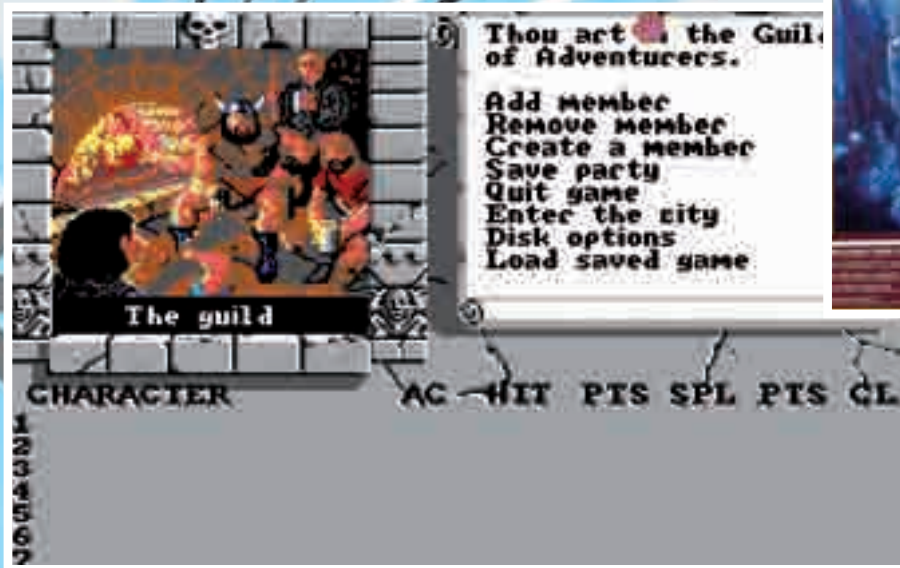 Thou art the Guil
of Adventurers.
Add member
Remove member
Create a member
Save party
Quit game
Enter the city
Disk options
Load saved game
The guild
CHARACTER AC HIT PTS SPL PTS CL
1
2
3
4
5
6
7